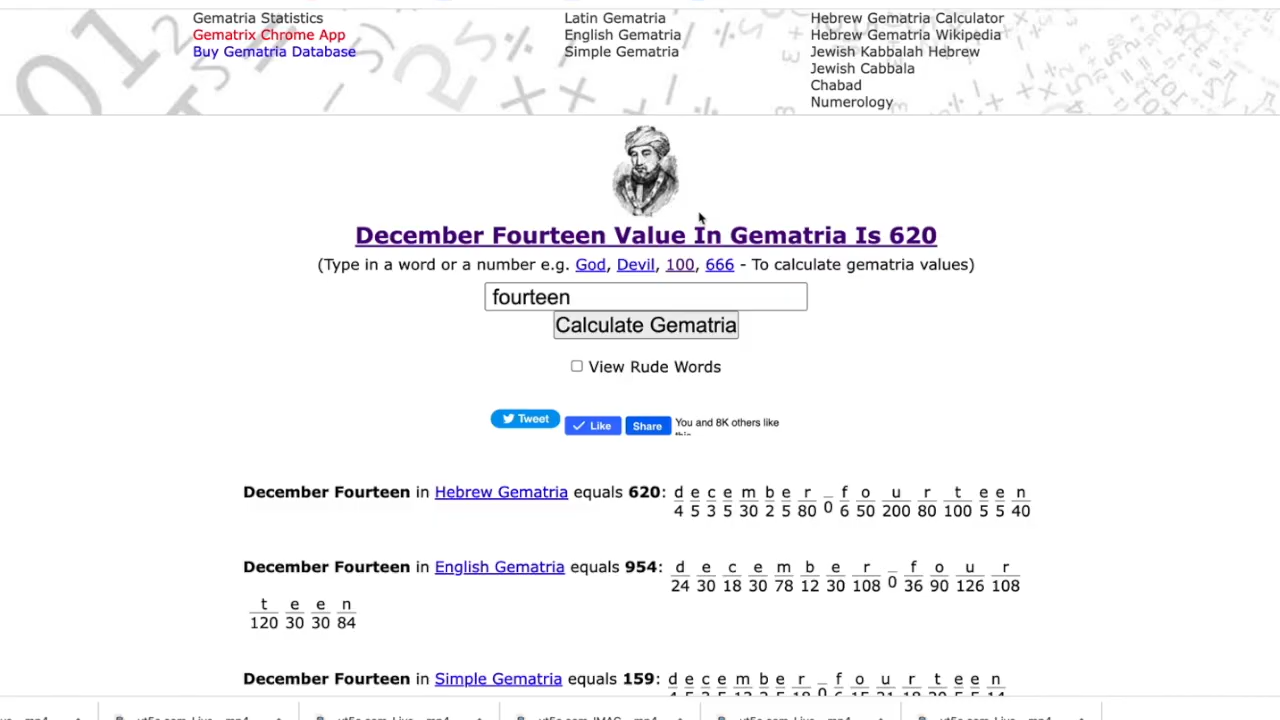 Gematria Statistics Latin Gematria Hebrew Gematria Calculator
Gematrix Chrome App English Gematria Hebrew Gematria Wikipedia
Buy Gematria Database Simple Gematria Jewish Kabbalah Hebrew
Jewish Cabbala
Chabad
Numerology
December Fourteen Value In Gematria Is 620
(Type in a word or a number e.g. God, Devil, 100, 666 - To calculate gematria values)
fourteen
Calculate Gematria
View Rude Words
Tweet Like Share You and 8K others like
December Fourteen in Hebrew Gematria equals 620: d e c e m b e r _ f o u r t e e n
4 5 3 5 30 2 5 80 0 6 50 200 80 100 5 5 40
December Fourteen in English Gematria equals 954: d e c e m b e r _ f o u r
24 30 18 30 78 12 30 108 0 36 90 126 108
t e e n
120 30 30 84
December Fourteen in Simple Gematria equals 159: d e c e m b e r _ f o u r t e e n